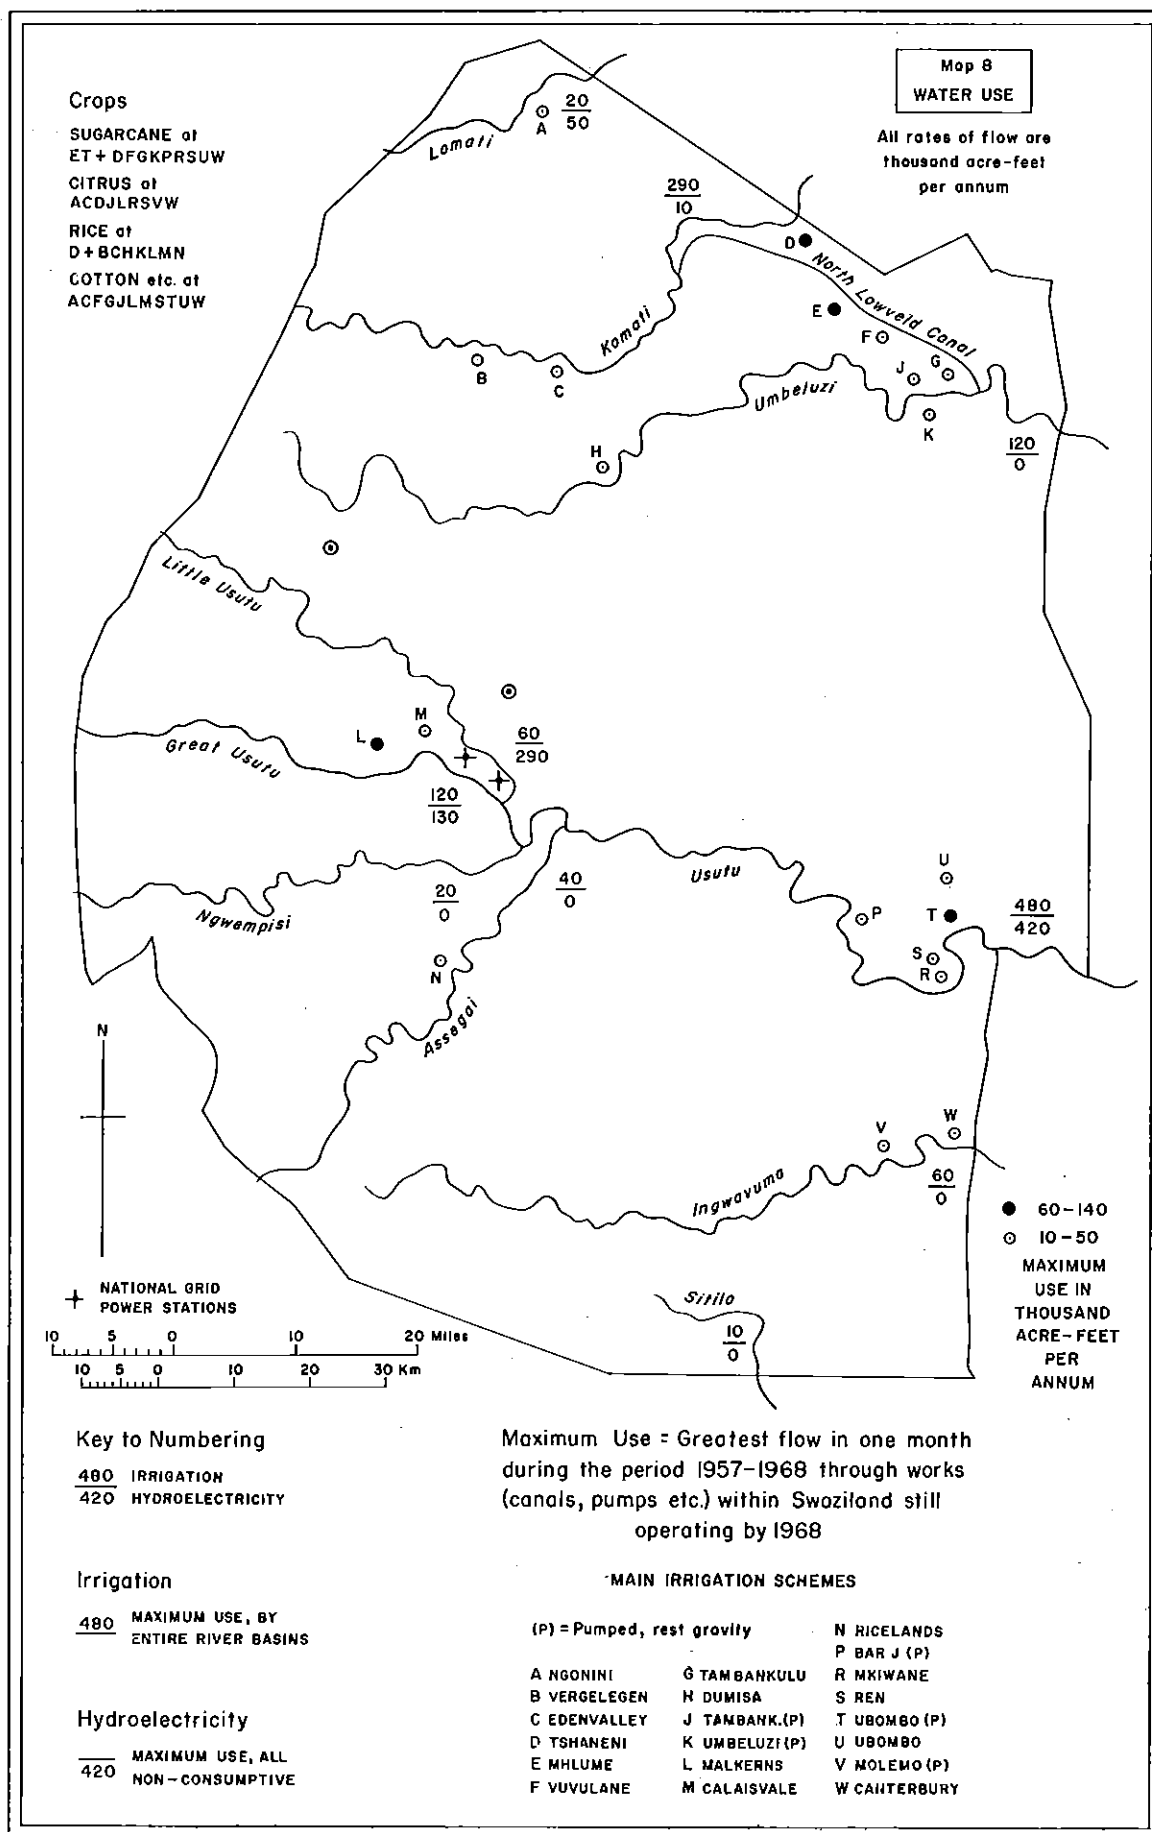 Map 8
WATER USE
All rates of flow are
thousand acre-feet
per annum
Crops
SUGARCANE at
ET + DFGKPRSUW
CITRUS at
ACDJLRSVW
RICE at
D + BCHKLMN
COTTON etc. at
ACFGJLMSTUW
Lomati
A
20
50
290
10
D
North Lowveld Canal
E
F
G
J
K
Komati
B
C
Umbeluzi
H
120
0
Little Usutu
M
L
Great Usutu
60
290
120
130
Usutu
U
P
T
480
420
S
R
20
0
40
0
Ngwempisi
N
Assegai
N
V
W
Ingwavuma
60
0
60-140
10-50
MAXIMUM
USE IN
THOUSAND
ACRE-FEET
PER
ANNUM
Sitilo
10
0
NATIONAL GRID
POWER STATIONS
10 5 0 10 20 Miles
10 5 0 10 20 30 Km
Key to Numbering
480 IRRIGATION
420 HYDROELECTRICITY
Maximum Use = Greatest flow in one month
during the period 1957-1968 through works
(canals, pumps etc.) within Swaziland still
operating by 1968
Irrigation
480 MAXIMUM USE, BY
ENTIRE RIVER BASINS
Hydroelectricity
420 MAXIMUM USE, ALL
NON-CONSUMPTIVE
MAIN IRRIGATION SCHEMES
(P) = Pumped, rest gravity
A NGONINI
B VERGELEGEN
C EDENVALLEY
D TSHANENI
E MHLUME
F VUVULANE
G TAMBANKULU
H DUMISA
J TAMBANK.(P)
K UMBELUZI (P)
L MALKERNS
M CALAISVALE
N RICELANDS
P BAR J (P)
R MKIWANE
S REN
T UBOMBO (P)
U UBOMBO
V MOLEMO (P)
W CANTERBURY